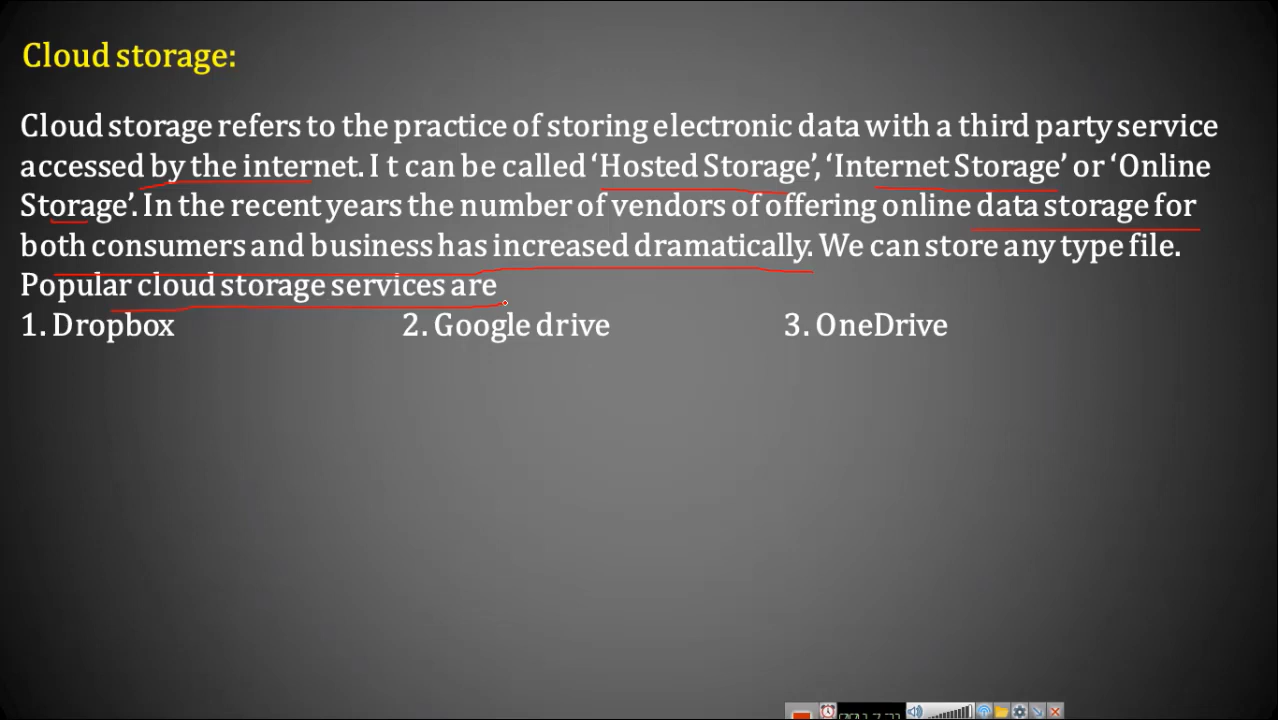 Cloud storage:
Cloud storage refers to the practice of storing electronic data with a third party service
accessed by the internet. I t can be called ‘Hosted Storage’, ‘Internet Storage’ or ‘Online
Storage’. In the recent years the number of vendors of offering online data storage for
both consumers and business has increased dramatically. We can store any type file.
Popular cloud storage services are
1. Dropbox 2. Google drive 3. OneDrive